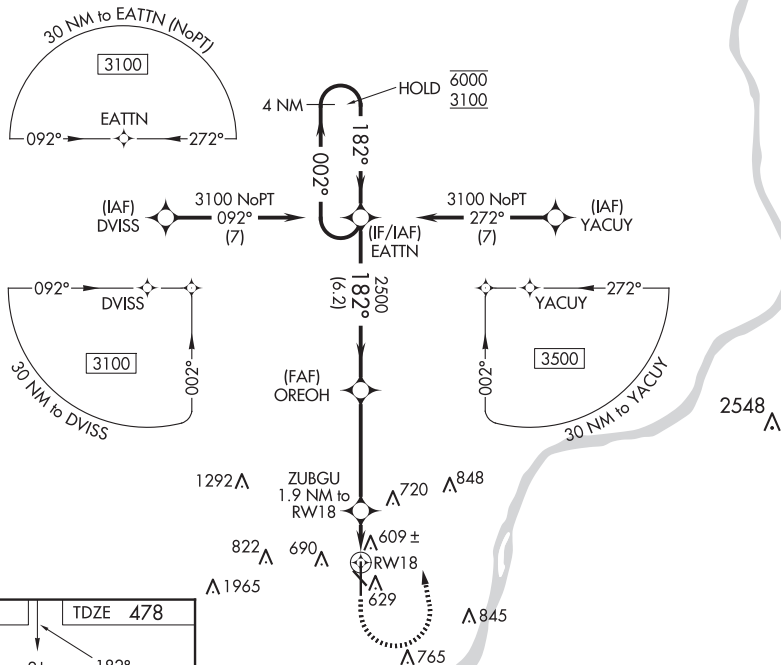 30 NM to EATTN (NoPT)
3100
EATTN
092°
272°
4 NM
HOLD
6000
3100
002°
182°
(IAF)
DVISS
3100 NoPT
092°
(7)
(IF/IAF)
EATTN
3100 NoPT
272°
(7)
(IAF)
YACUY
2500
182°
(6.2)
092°
DVISS
3100
002°
30 NM to DVISS
YACUY
272°
3500
002°
30 NM to YACUY
(FAF)
OREOH
2548
1292
ZUBGU
1.9 NM to
RW18
720
848
609 ±
822
690
RW18
1965
629
845
765
TDZE 478
182°